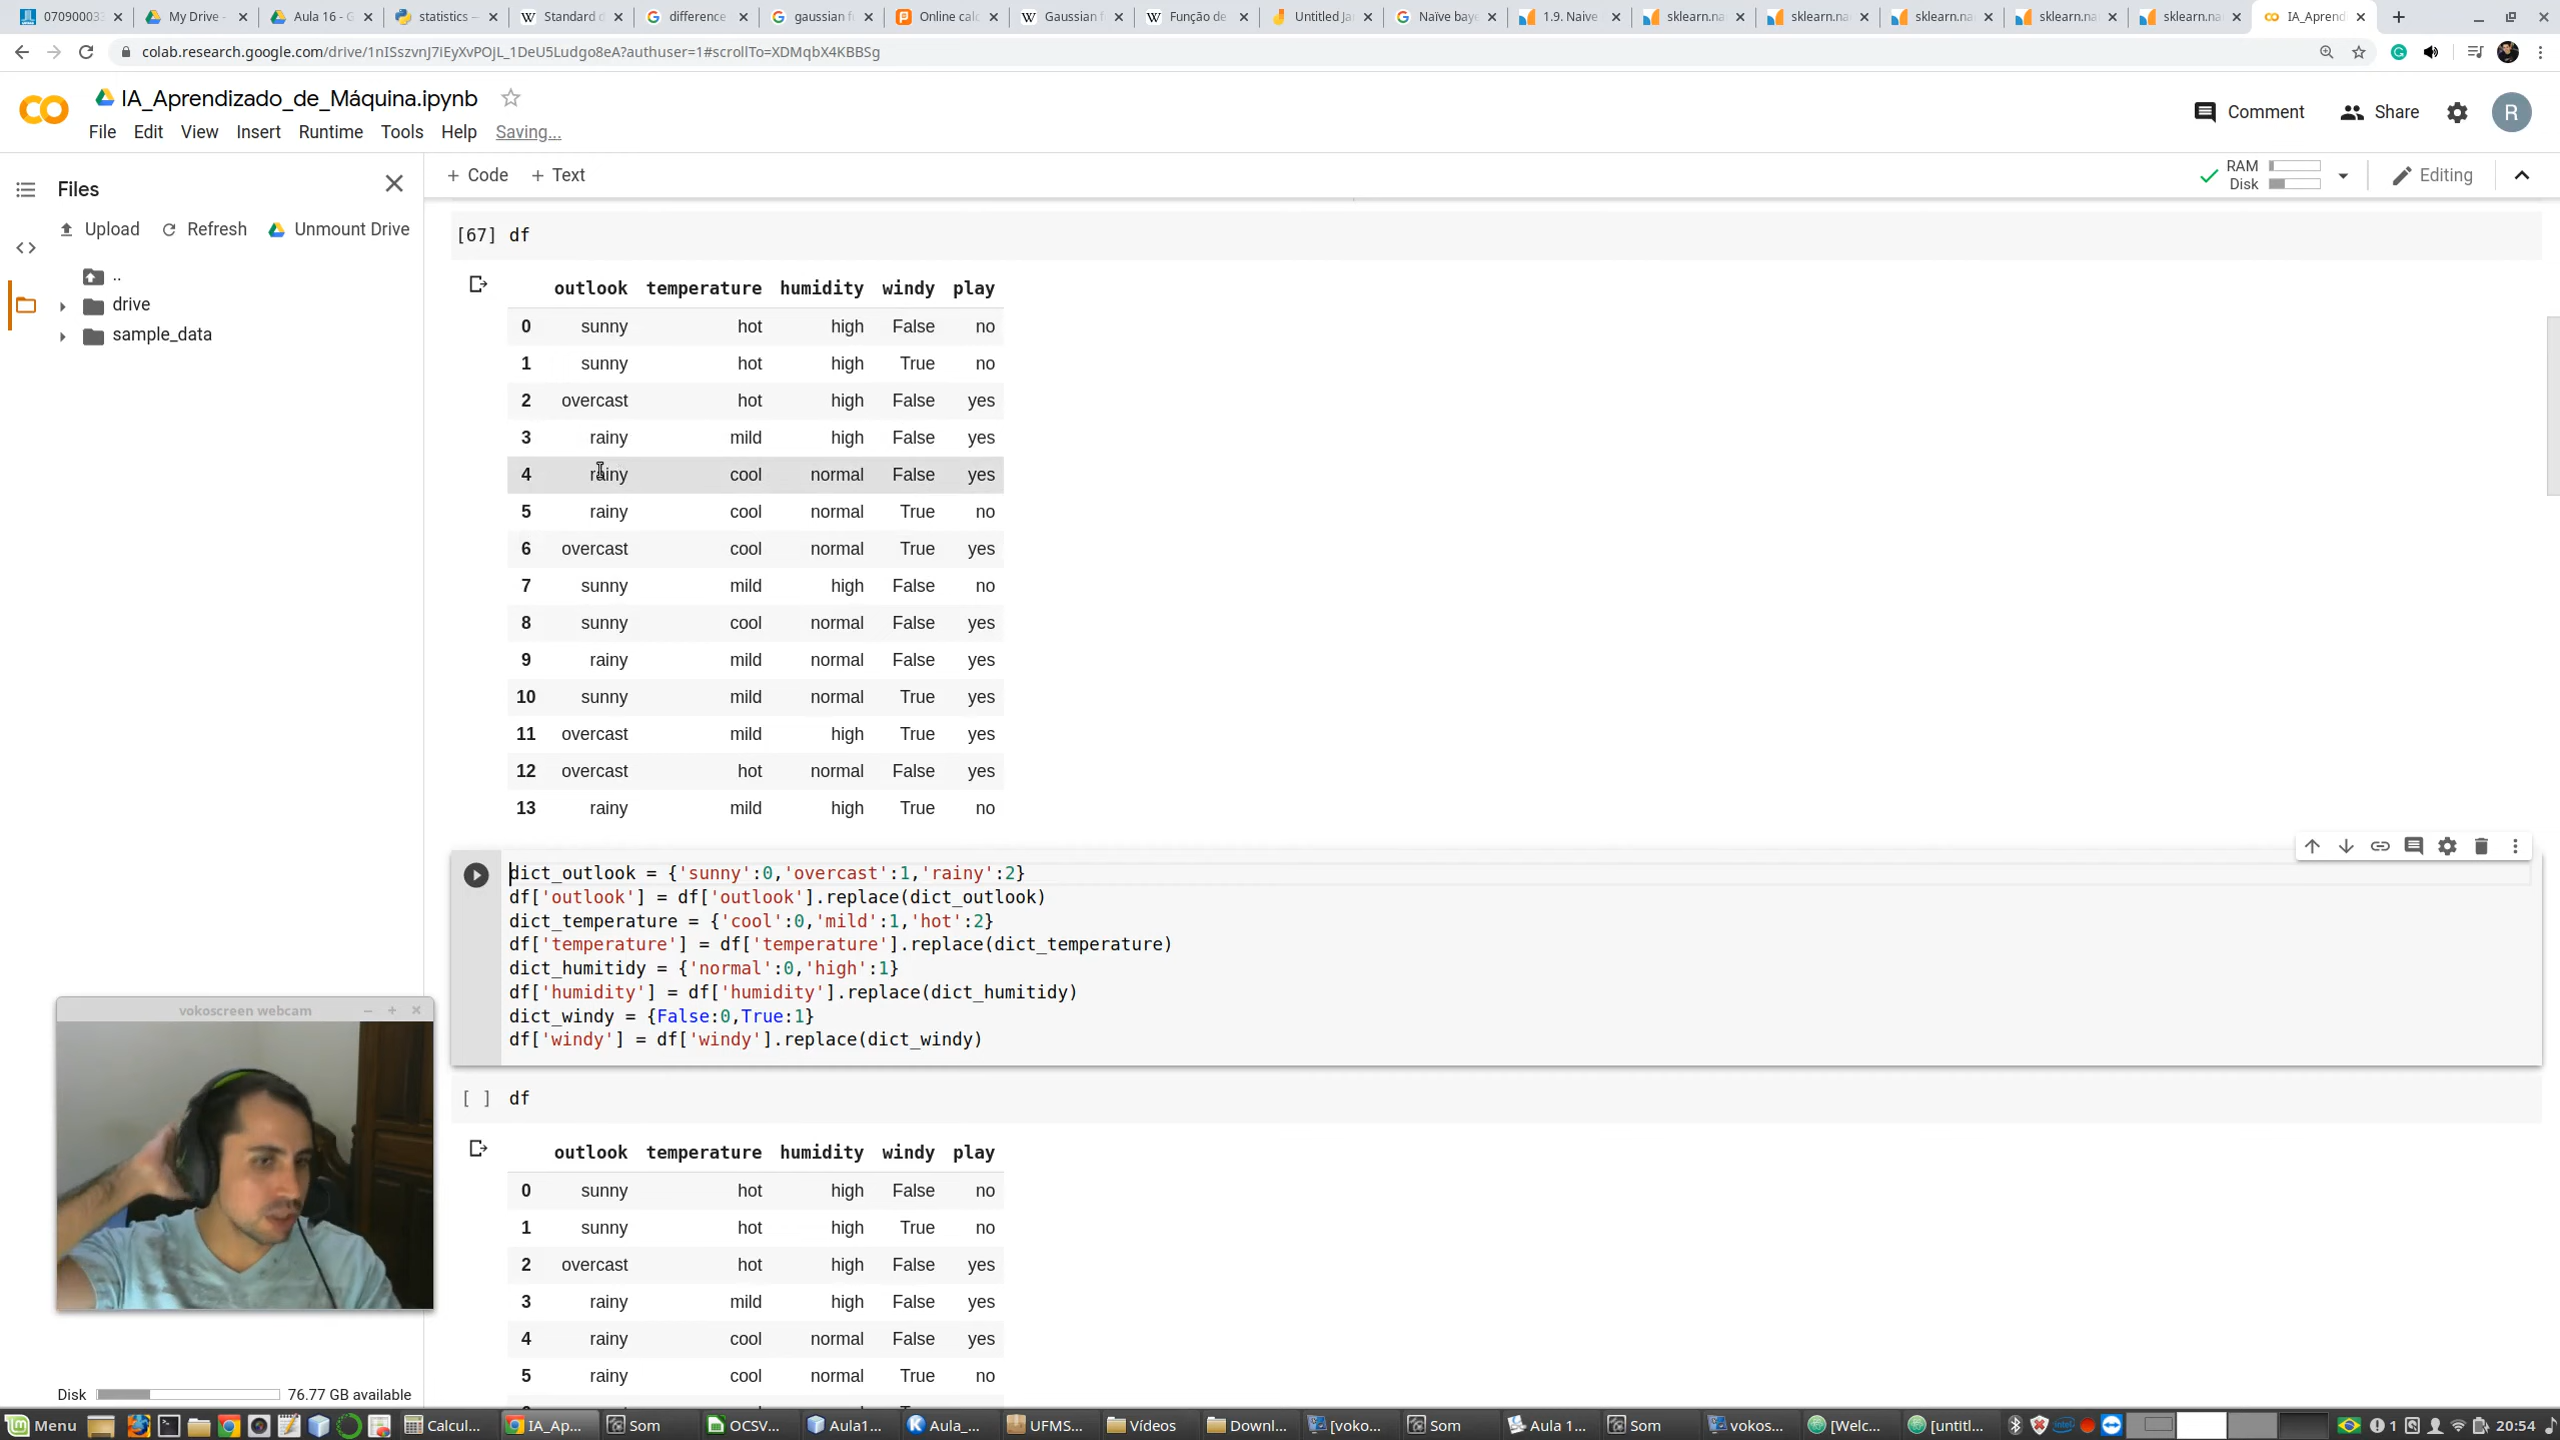 070900033 My Drive - Aula 16 - G statistics — Standard d difference gaussian f Online calc Gaussian f Função de Untitled Ja Naïve baye 1.9. Naive sklearn.na sklearn.na sklearn.na sklearn.na sklearn.na IA_Aprend
colab.research.google.com/drive/1nISszvnJ7iEyXvPOjL_1DeU5Ludgo8eA?authuser=1#scrollTo=XDMqbX4KBBSg
IA_Aprendizado_de_Máquina.ipynb
Comment Share R
File Edit View Insert Runtime Tools Help Saving...
Files
+ Code + Text
RAM
Disk
Editing
Upload Refresh Unmount Drive
..
drive
sample_data
[67] df
outlook temperature humidity windy play
0 sunny hot high False no
1 sunny hot high True no
2 overcast hot high False yes
3 rainy mild high False yes
4 rainy cool normal False yes
5 rainy cool normal True no
6 overcast cool normal True yes
7 sunny mild high False no
8 sunny cool normal False yes
9 rainy mild normal False yes
10 sunny mild normal True yes
11 overcast mild high True yes
12 overcast hot normal False yes
13 rainy mild high True no
dict_outlook = {'sunny':0,'overcast':1,'rainy':2}
df['outlook'] = df['outlook'].replace(dict_outlook)
dict_temperature = {'cool':0,'mild':1,'hot':2}
df['temperature'] = df['temperature'].replace(dict_temperature)
dict_humitidy = {'normal':0,'high':1}
df['humidity'] = df['humidity'].replace(dict_humitidy)
dict_windy = {False:0,True:1}
df['windy'] = df['windy'].replace(dict_windy)
[ ] df
outlook temperature humidity windy play
0 sunny hot high False no
1 sunny hot high True no
2 overcast hot high False yes
3 rainy mild high False yes
4 rainy cool normal False yes
5 rainy cool normal True no
vokoscreen webcam
Disk 76.77 GB available
Menu Calcul... IA_Ap... Som OCSV... Aula1... Aula_... UFMS... Vídeos Downl... [voko... Som Aula 1... Som vokos... [Welc... [untitl... 1 20:54